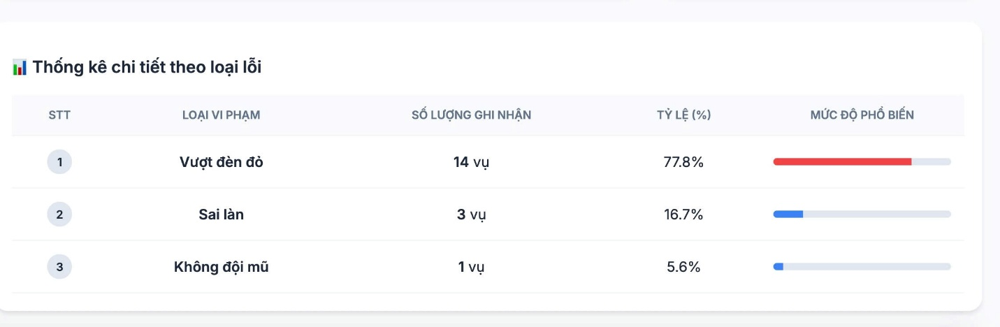 Thống kê chi tiết theo loại lỗi
STT LOẠI VI PHẠM SỐ LƯỢNG GHI NHẬN TỶ LỆ (%) MỨC ĐỘ PHỔ BIẾN
1 Vượt đèn đỏ 14 vụ 77.8%
2 Sai làn 3 vụ 16.7%
3 Không đội mũ 1 vụ 5.6%